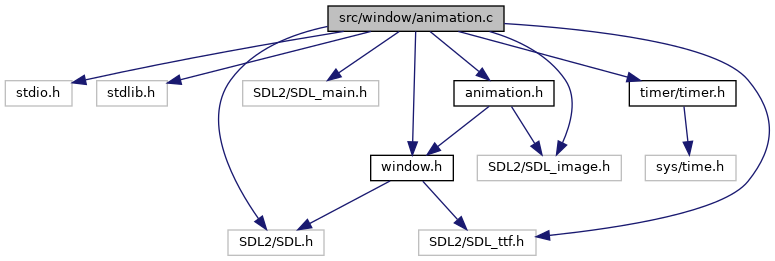 src/window/animation.c
stdio.h
stdlib.h
SDL2/SDL_main.h
animation.h
timer/timer.h
window.h
SDL2/SDL_image.h
sys/time.h
SDL2/SDL.h
SDL2/SDL_ttf.h